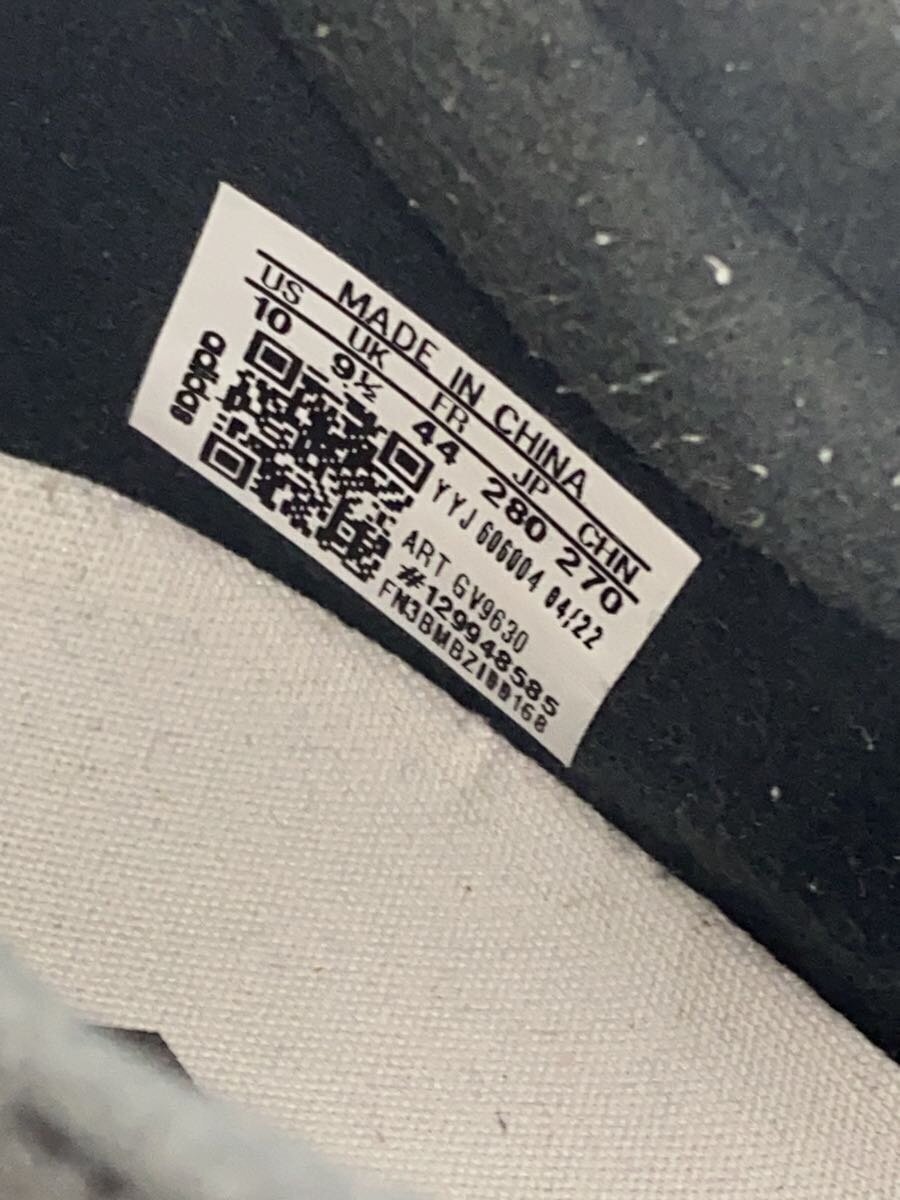 MADE IN CHINA
US UK FR JP CHN
10 9½ 44 280 270
adidas
YYJ 606004 04/22
ART GV9630
#129948585